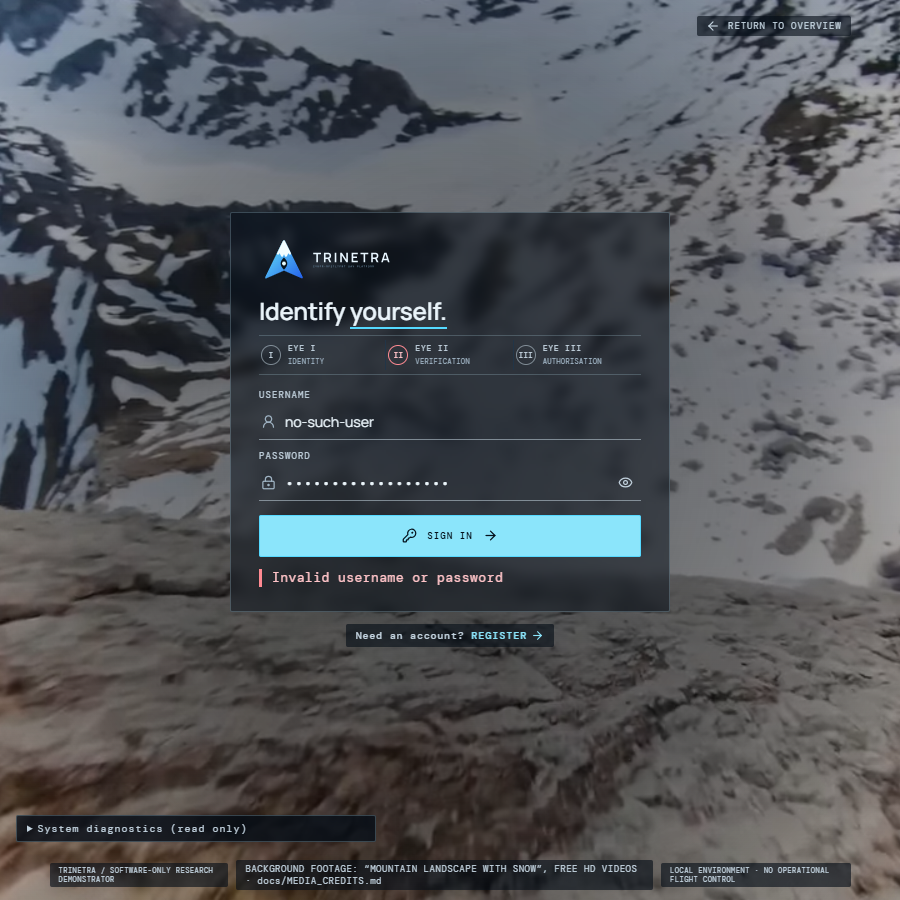 RETURN TO OVERVIEW
TRINETRA
Identify yourself.
I
EYE I
IDENTITY
II
EYE II
VERIFICATION
III
EYE III
AUTHORISATION
USERNAME
no-such-user
PASSWORD
SIGN IN
Invalid username or password
Need an account? REGISTER
System diagnostics (read only)
TRINETRA / SOFTWARE-ONLY RESEARCH
DEMONSTRATOR
BACKGROUND FOOTAGE: “MOUNTAIN LANDSCAPE WITH SNOW”, FREE HD VIDEOS
· docs/MEDIA_CREDITS.md
LOCAL ENVIRONMENT · NO OPERATIONAL
FLIGHT CONTROL